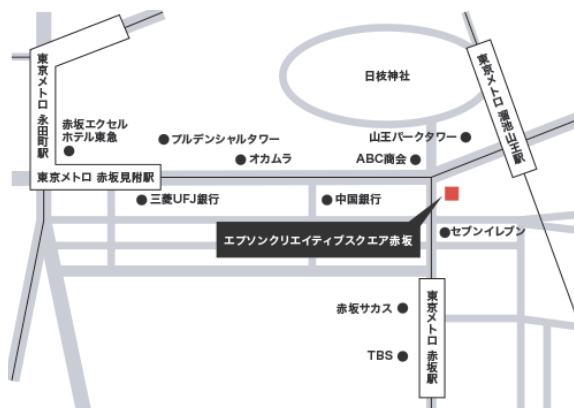 東京メトロ 永田町駅
日枝神社
東京メトロ 溜池山王駅
赤坂エクセル
ホテル東急
プルデンシャルタワー
山王パークタワー
オカムラ
ABC商会
東京メトロ 赤坂見附駅
三菱UFJ銀行
中国銀行
エプソンクリエイティブスクエア赤坂
セブンイレブン
赤坂サカス
東京メトロ 赤坂駅
TBS